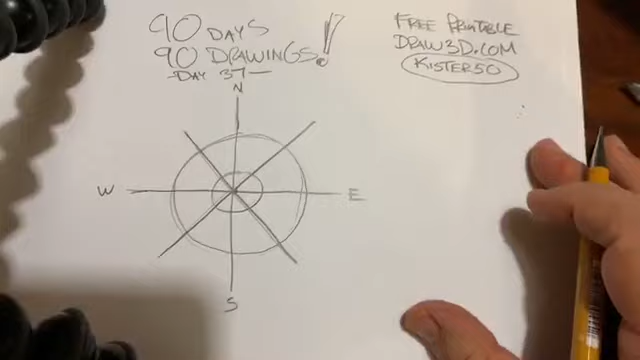 90 DAYS
90 DRAWINGS!
-DAY 37-
N
W
E
S
FREE PRINTABLE
DRAW3D.COM
KISTER50